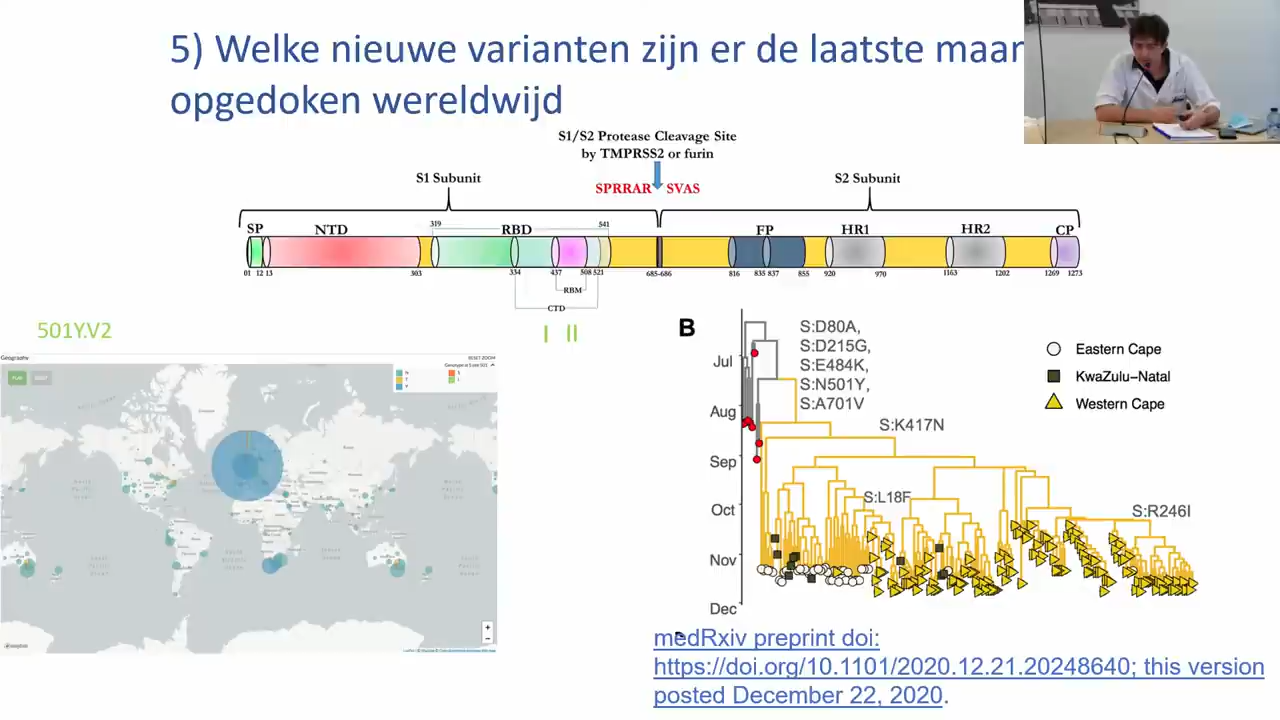 5) Welke nieuwe varianten zijn er de laatste maan
opgedoken wereldwijd
S1/S2 Protease Cleavage Site
by TMPRSS2 or furin
S1 Subunit
SPRRAR SVAS
S2 Subunit
SP NTD 319 RBD 541 FP HR1 HR2 CP
01 12 13 303 334 437 508 521 685-686 816 835 837 855 920 970 1163 1202 1269 1273
RBM
CTD
I II
501Y.V2
Geography
RESET ZOOM
PLAY
B
Jul
Aug
Sep
Oct
Nov
Dec
S:D80A,
S:D215G,
S:E484K,
S:N501Y,
S:A701V
S:K417N
S:L18F
S:R246I
Eastern Cape
KwaZulu–Natal
Western Cape
medRxiv preprint doi:
https://doi.org/10.1101/2020.12.21.20248640; this version
posted December 22, 2020.